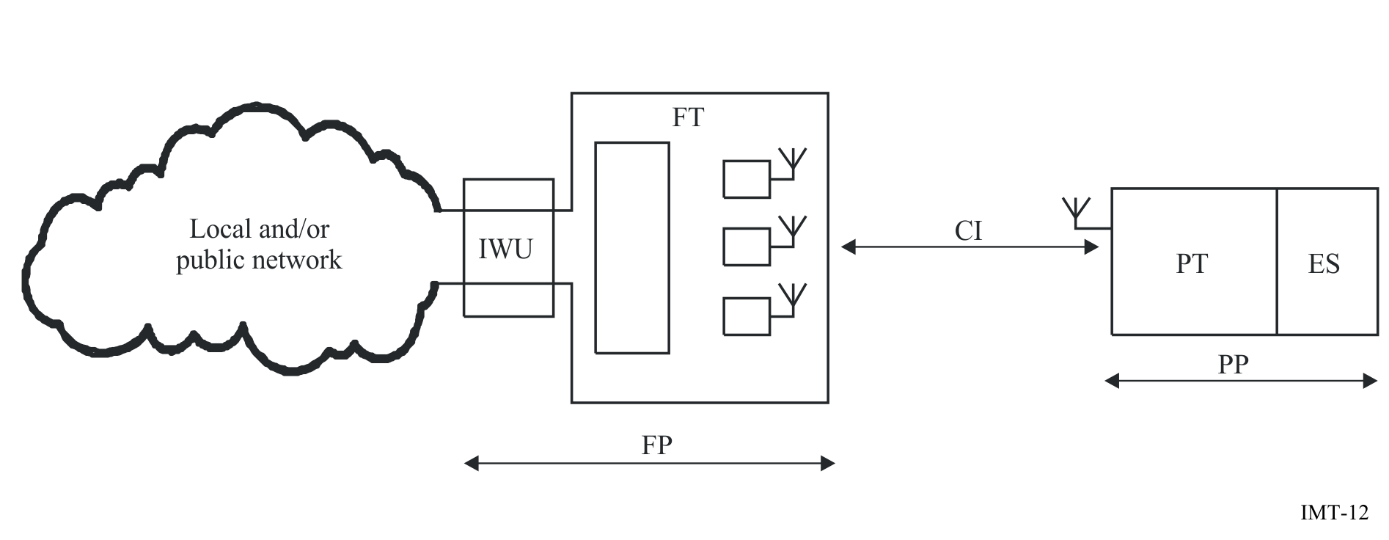 FT
Local and/or
public network
IWU
CI
PT
ES
PP
FP
IMT-12